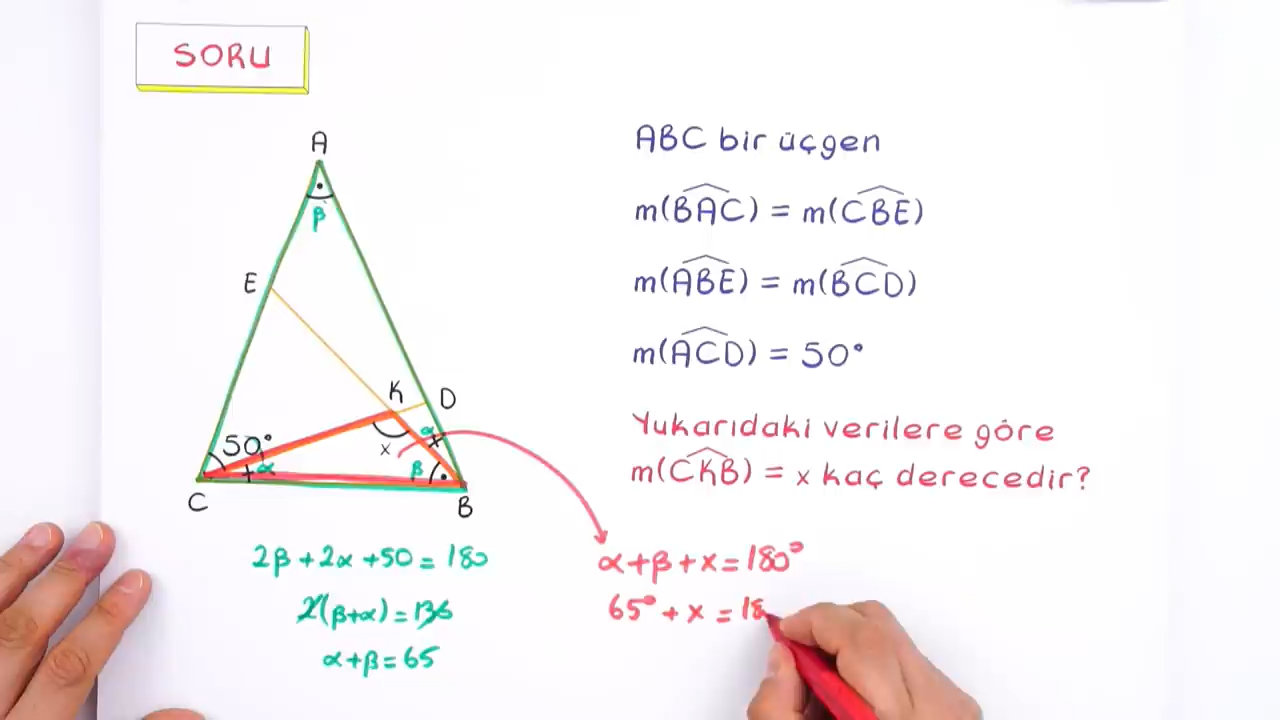 SORU
ABC bir üçgen
m(BAC) = m(CBE)
m(ABE) = m(BCD)
m(ACD) = 50°
Yukarıdaki verilere göre
m(CKB) = x kaç derecedir?
A
β
E
K
D
50°
α
x
α
x
β
C
B
2β + 2α + 50 = 180
2(β+α) = 130
α + β = 65
α + β + x = 180°
65° + x = 18